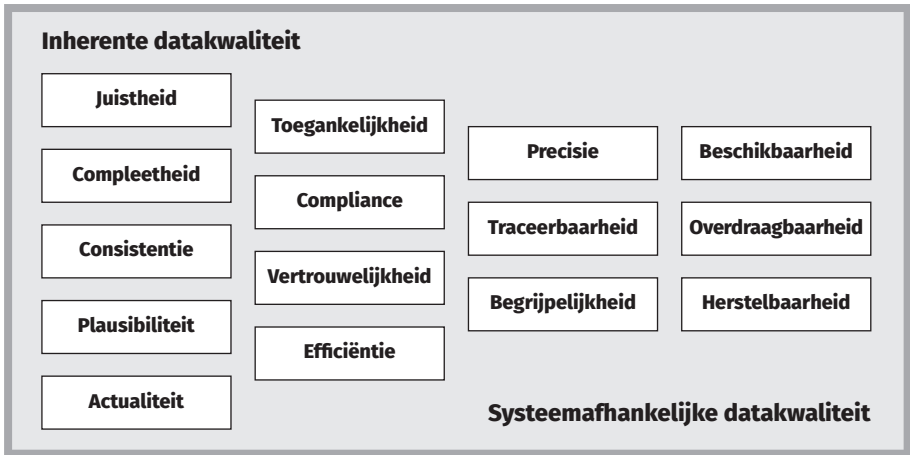 Inherente datakwaliteit
Juistheid
Compleetheid
Consistentie
Plausibiliteit
Actualiteit
Toegankelijkheid
Compliance
Vertrouwelijkheid
Efficiëntie
Precisie
Traceerbaarheid
Begrijpelijkheid
Beschikbaarheid
Overdraagbaarheid
Herstelbaarheid
Systeemafhankelijke datakwaliteit